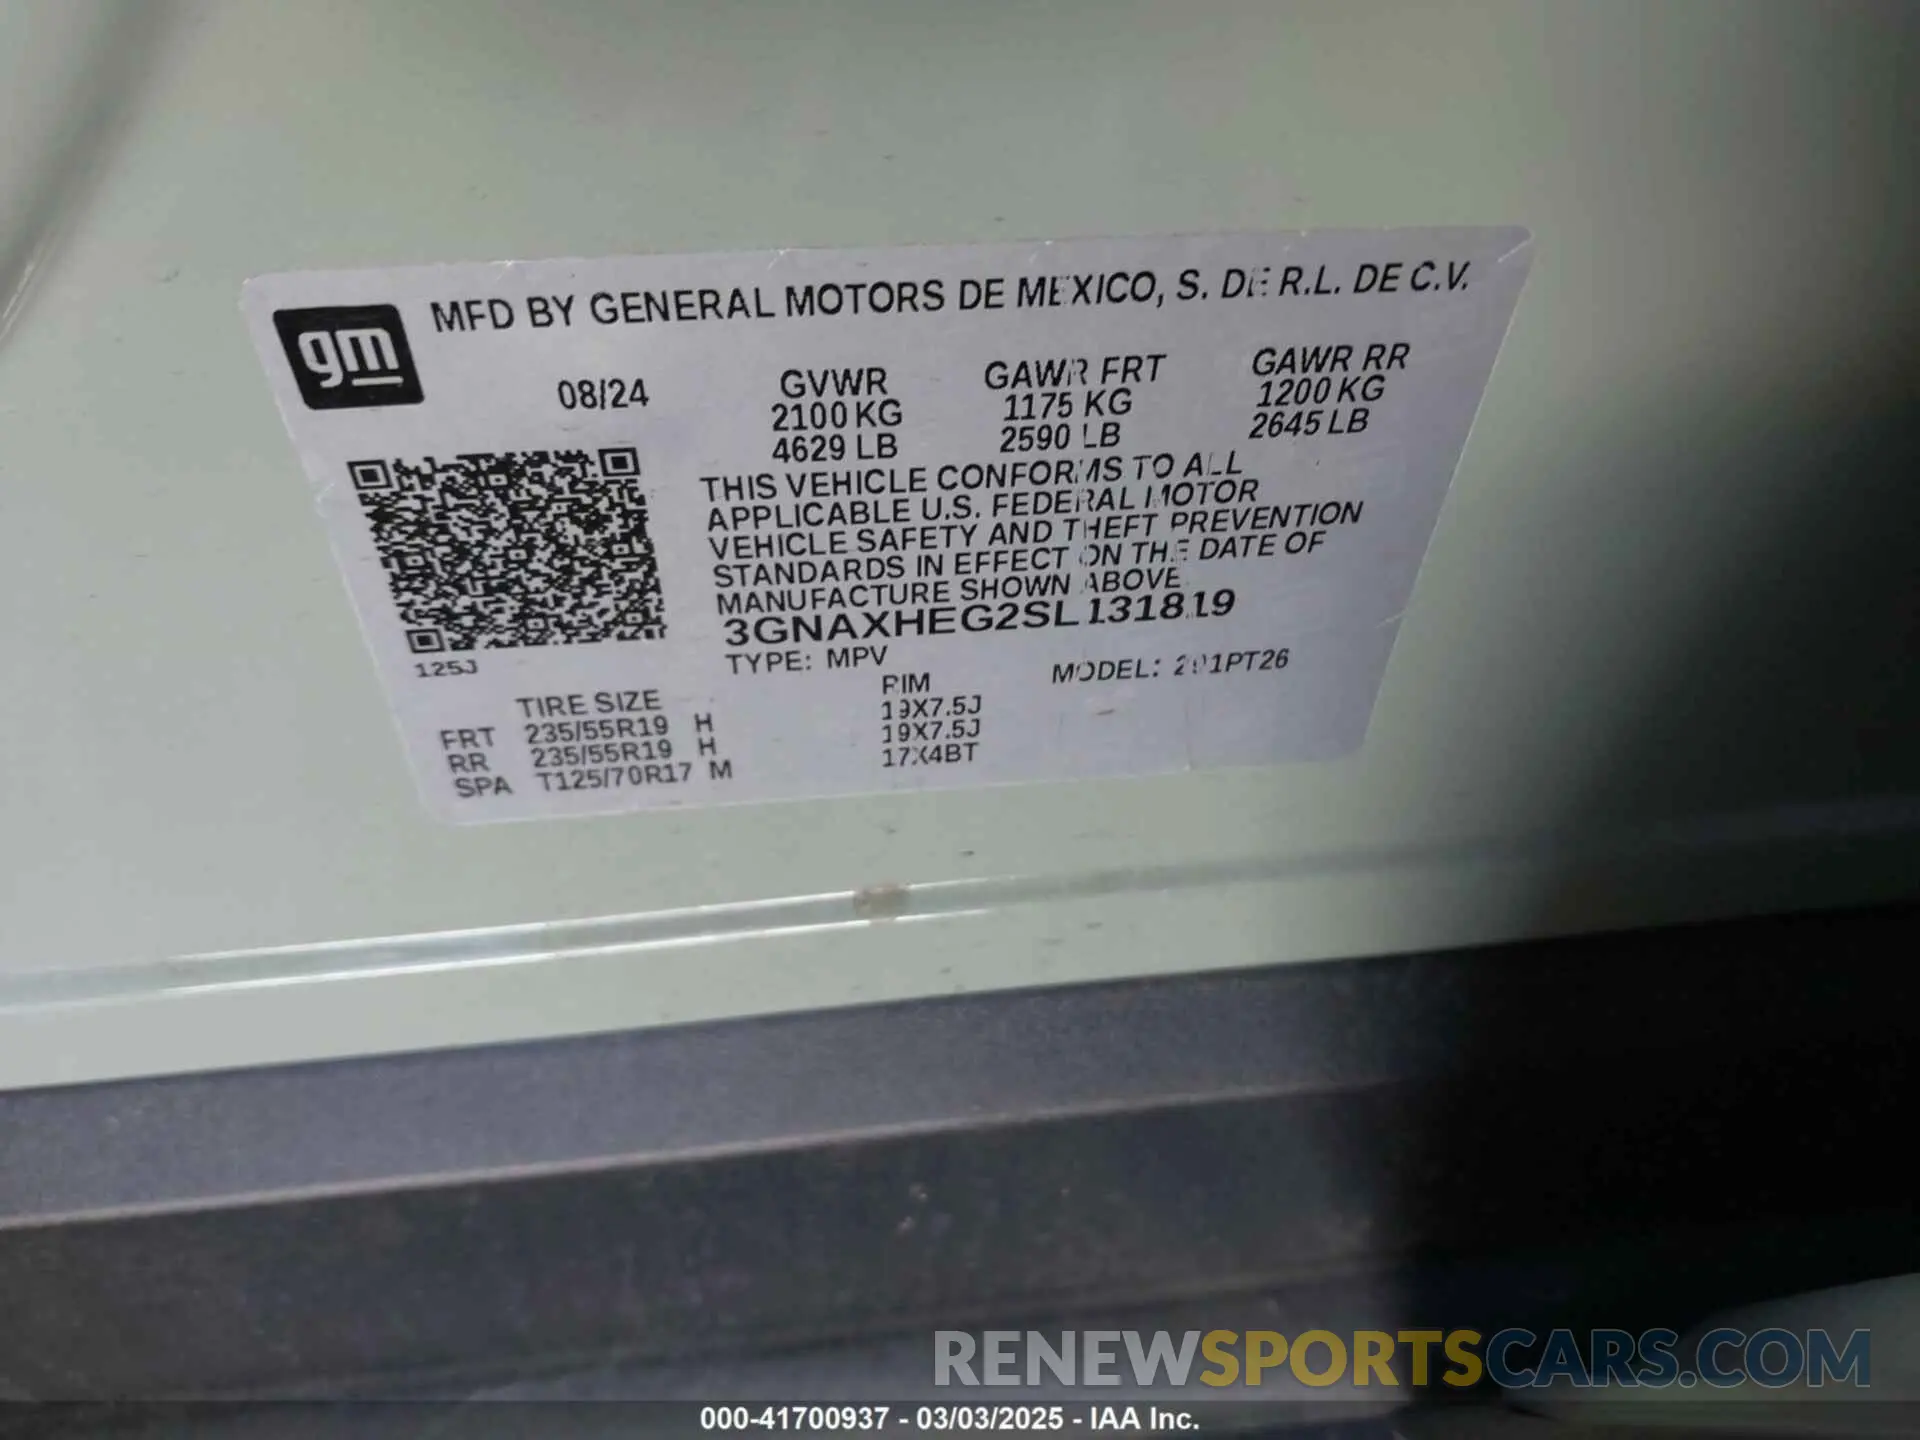 gm
MFD BY GENERAL MOTORS DE MEXICO, S. DE R.L. DE C.V.
08/24 GVWR GAWR FRT GAWR RR
2100 KG 1175 KG 1200 KG
4629 LB 2590 LB 2645 LB
THIS VEHICLE CONFORMS TO ALL
APPLICABLE U.S. FEDERAL MOTOR
VEHICLE SAFETY AND THEFT PREVENTION
STANDARDS IN EFFECT ON THE DATE OF
MANUFACTURE SHOWN ABOVE
3GNAXHEG2SL131819
125J
TYPE: MPV MODEL:
TIRE SIZE RIM
FRT 235/55R19 H 19X7.5J
RR 235/55R19 H 19X7.5J
SPA T125/70R17 M 17X4BT
RENEWSPORTSCARS.COM
000-41700937 - 03/03/2025 - IAA Inc.